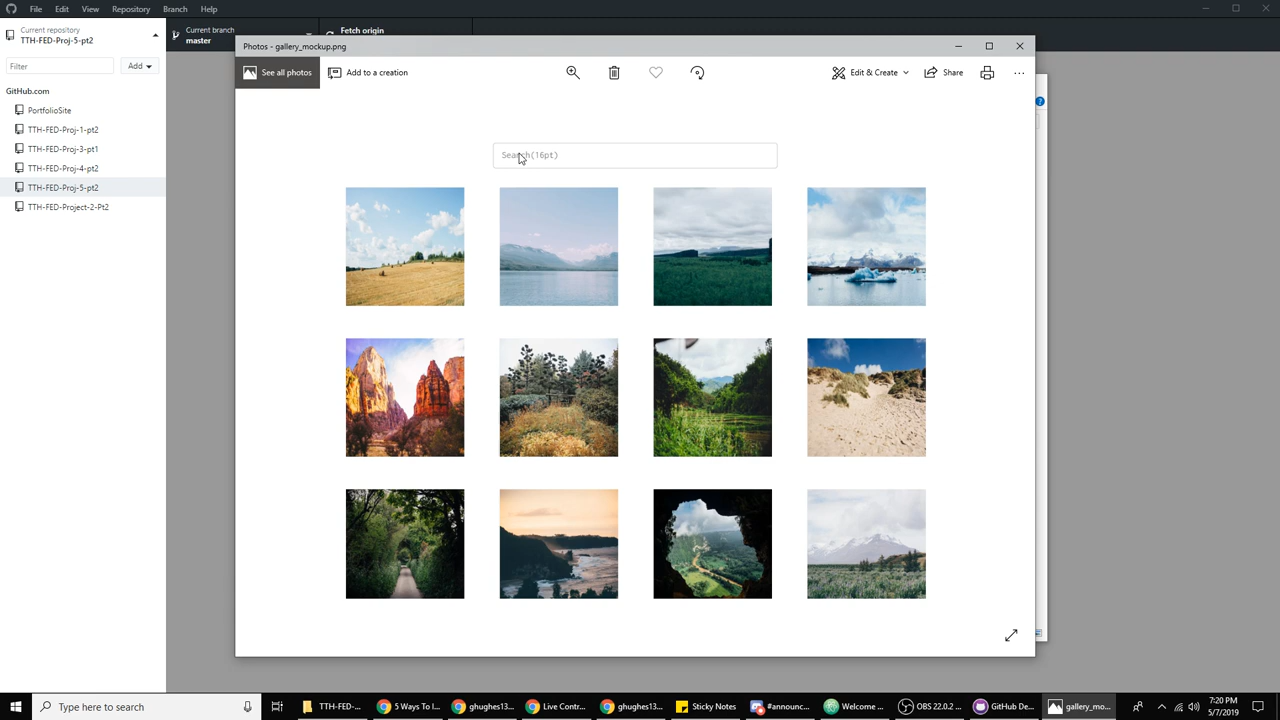 File Edit View Repository Branch Help
Current repository
TTH-FED-Proj-5-pt2
Current branch
master
Fetch origin
Filter
Add
GitHub.com
PortfolioSite
TTH-FED-Proj-1-pt2
TTH-FED-Proj-3-pt1
TTH-FED-Proj-4-pt2
TTH-FED-Proj-5-pt2
TTH-FED-Project-2-Pt2
Photos - gallery_mockup.png
See all photos
Add to a creation
Edit & Create
Share
Search(16pt)
Type here to search
TTH-FED-...
5 Ways To I...
ghughes13...
Live Contr...
ghughes13...
Sticky Notes
#announc...
Welcome ...
OBS 22.0.2 ...
GitHub De...
gallery_mo...
7:20 PM
5/7/2019